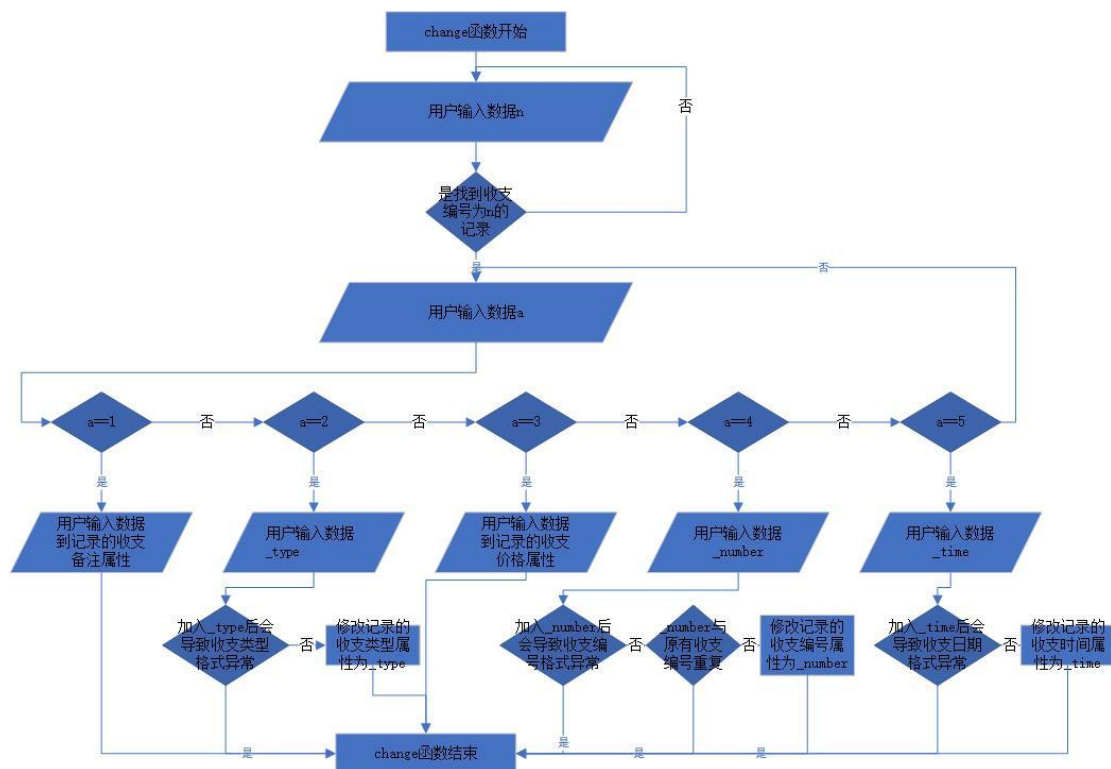 change函数开始
用户输入数据n
否
是找到收支
编号为n的
记录
是
否
用户输入数据a
a==1
否
a==2
否
a==3
否
a==4
否
a==5
是
是
是
是
是
用户输入数据
到记录的收支
备注属性
用户输入数据
_type
用户输入数据
到记录的收支
价格属性
用户输入数据
_number
用户输入数据
_time
加入_type后会
导致收支类型
格式异常
否
修改记录的
收支类型属
性为_type
加入_number后
会导致收支编
号格式异常
否
_number与
原有收支
编号重复
否
修改记录的
收支编号属
性为_number
加入_time后会
导致收支日期
格式异常
否
修改记录的
收支时间属
性为_time
是
change函数结束
是
是
是